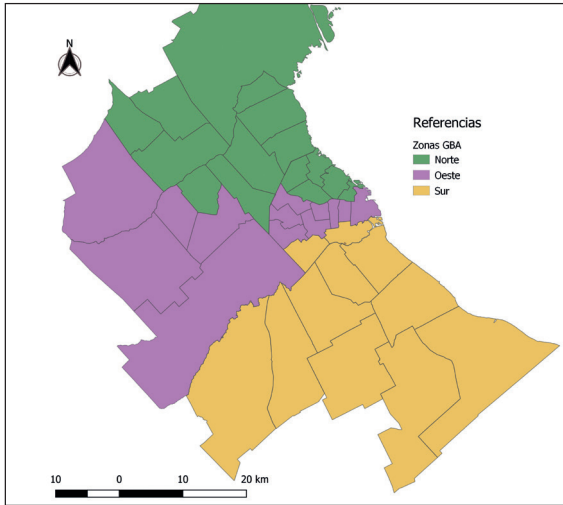 N
Referencias
Zonas GBA
Norte
Oeste
Sur
10 0 10 20 km